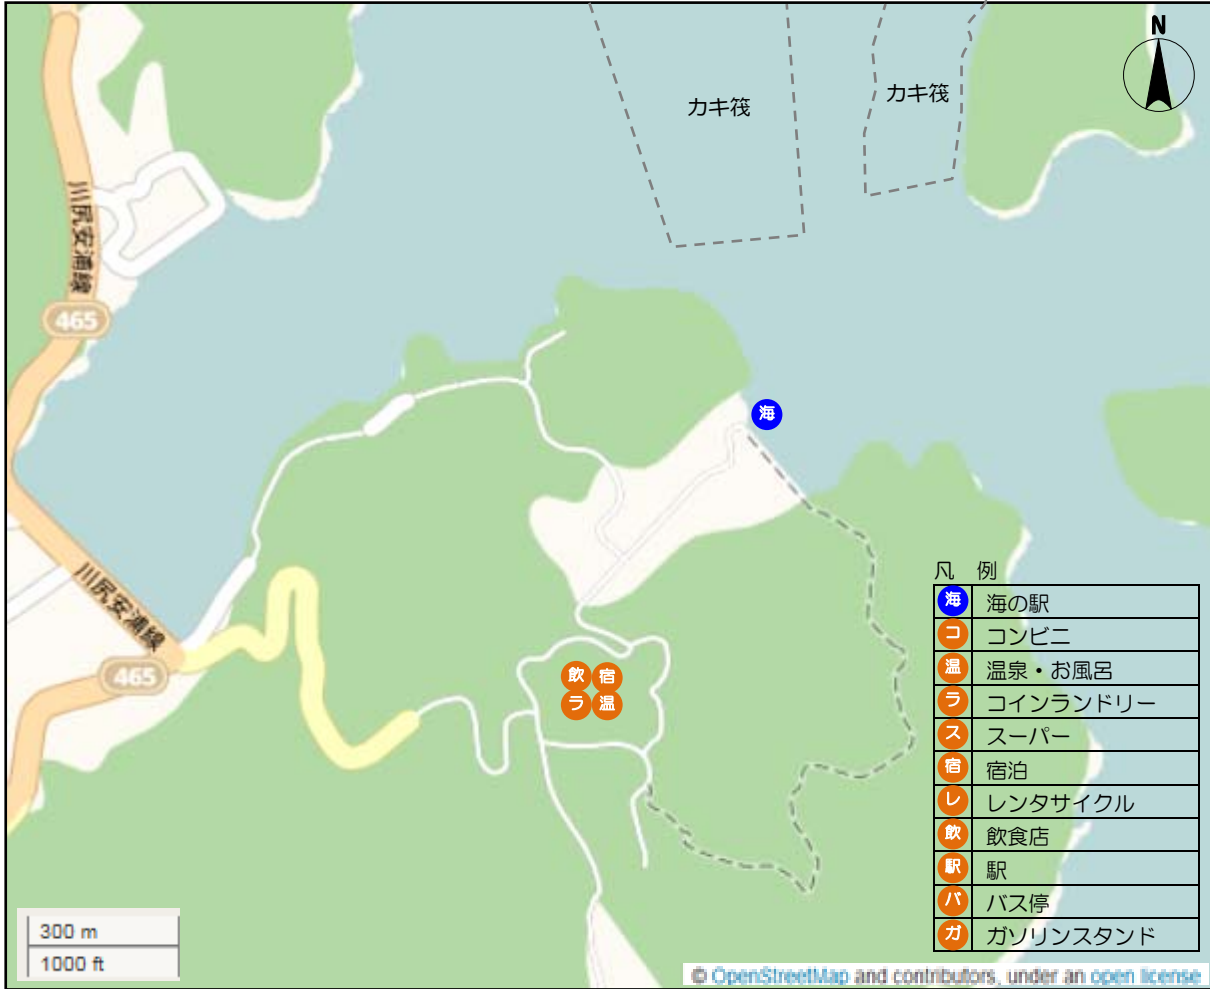 N
カキ筏
カキ筏
川尻安浦線
465
海
川尻安浦線
465
飲 宿
ラ 温
凡 例
海 海の駅
コ コンビニ
温 温泉・お風呂
ラ コインランドリー
ス スーパー
宿 宿泊
レ レンタサイクル
飲 飲食店
駅 駅
バ バス停
ガ ガソリンスタンド
300 m
1000 ft
© OpenStreetMap and contributors, under an open license